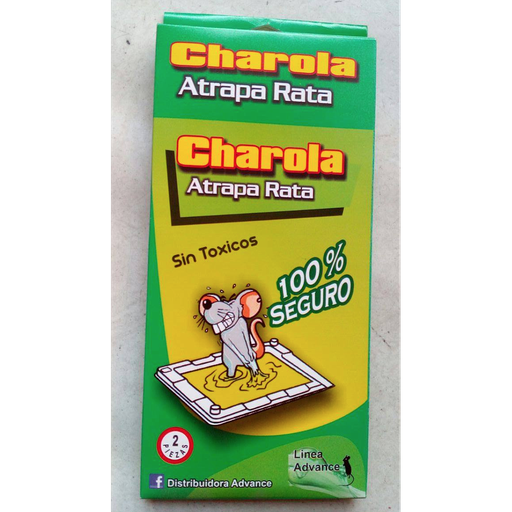 Charola
Atrapa Rata
Charola
Atrapa Rata
Sin Toxicos
100%
SEGURO
2
PIEZAS
Linea
Advance
f Distribuidora Advance